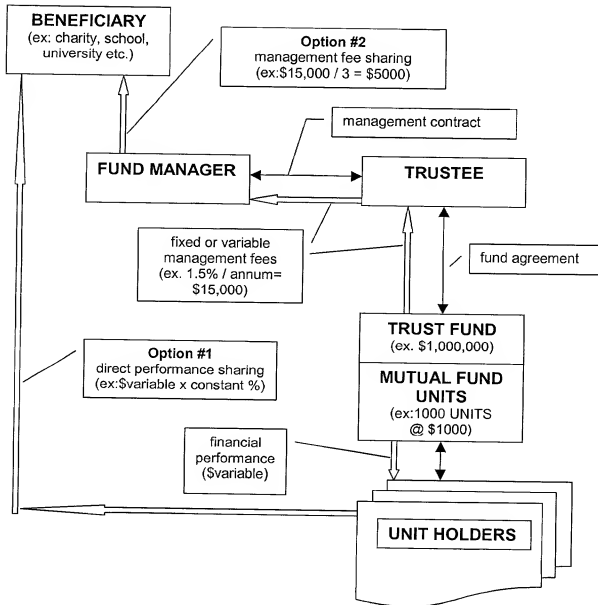 BENEFICIARY
(ex: charity, school,
university etc.)
Option #2
management fee sharing
(ex:$15,000 / 3 = $5000)
management contract
FUND MANAGER
TRUSTEE
fixed or variable
management fees
(ex. 1.5% / annum=
$15,000)
fund agreement
TRUST FUND
(ex. $1,000,000)
Option #1
direct performance sharing
(ex:$variable x constant %)
MUTUAL FUND
UNITS
(ex:1000 UNITS
@ $1000)
financial
performance
($variable)
UNIT HOLDERS